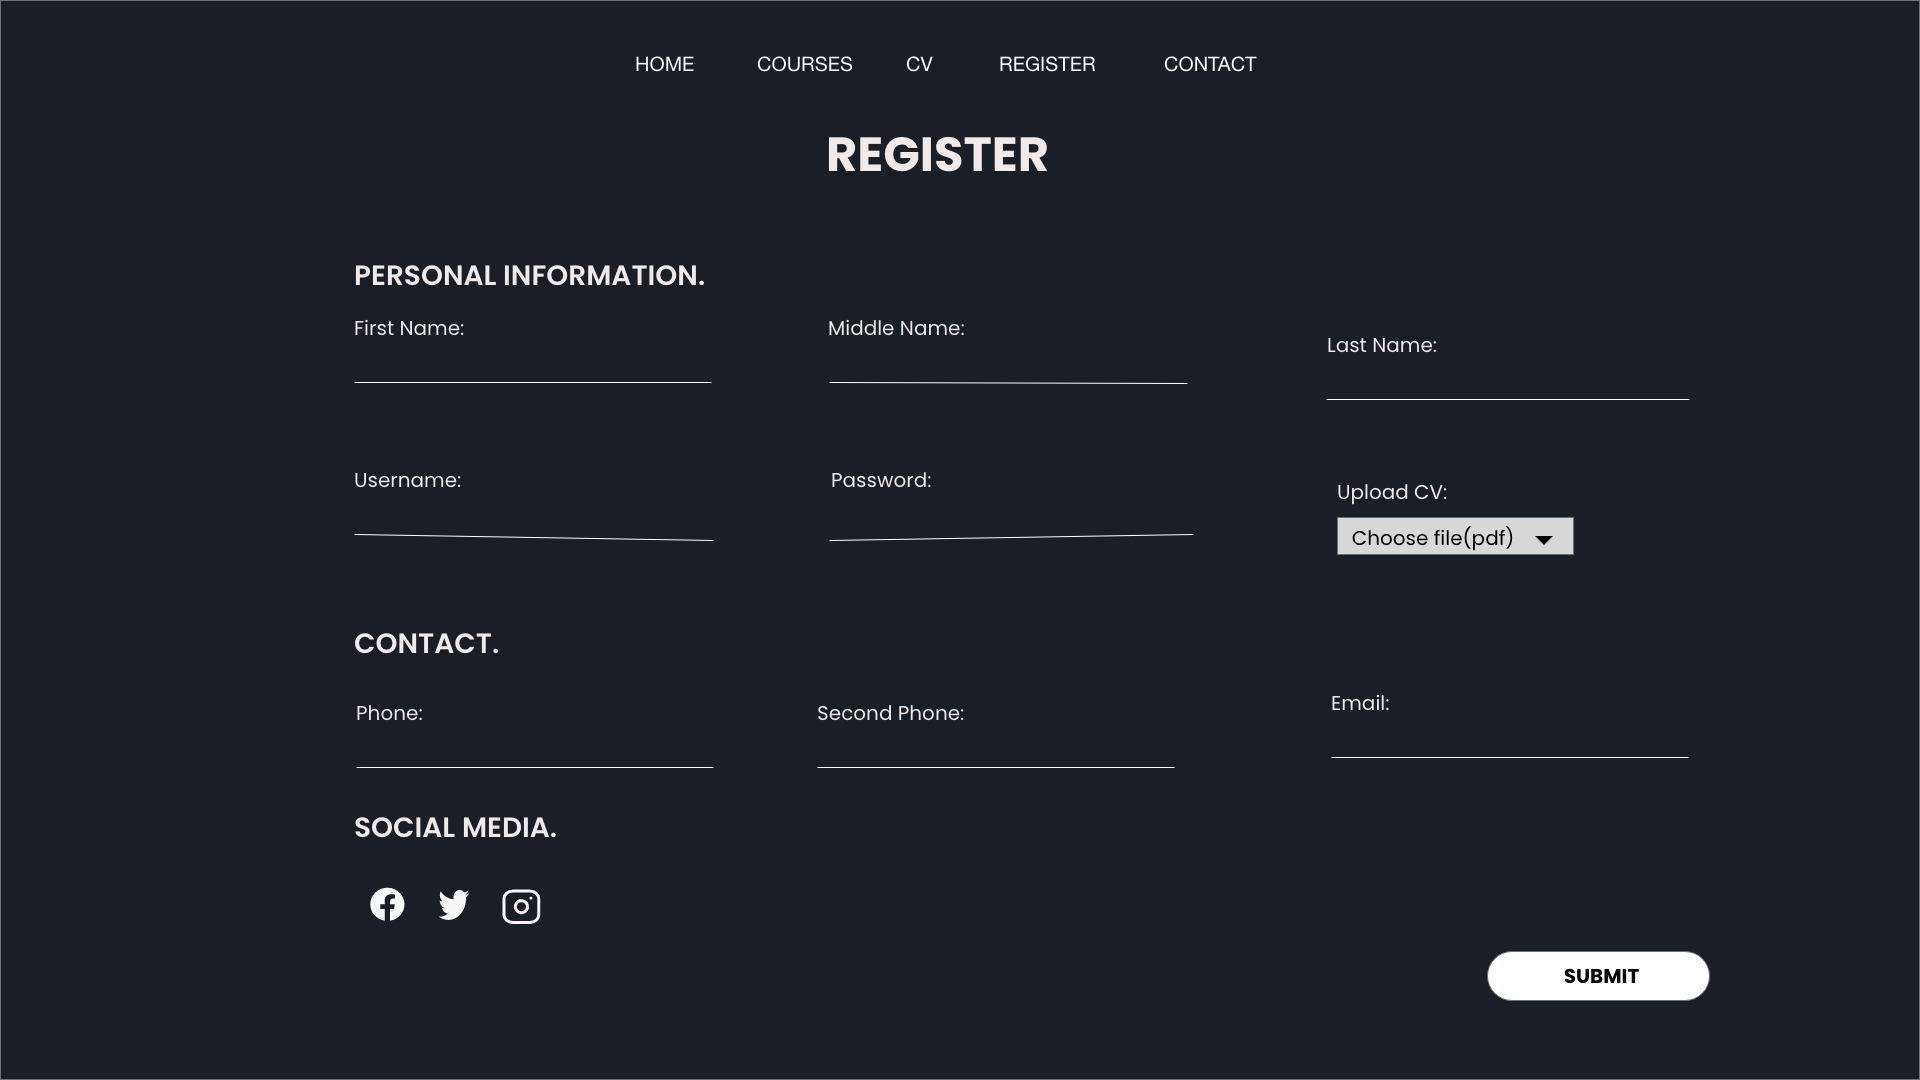 HOME COURSES CV REGISTER CONTACT
REGISTER
PERSONAL INFORMATION.
First Name: Middle Name: Last Name:
Username: Password: Upload CV:
Choose file(pdf)
CONTACT.
Phone: Second Phone: Email:
SOCIAL MEDIA.
SUBMIT